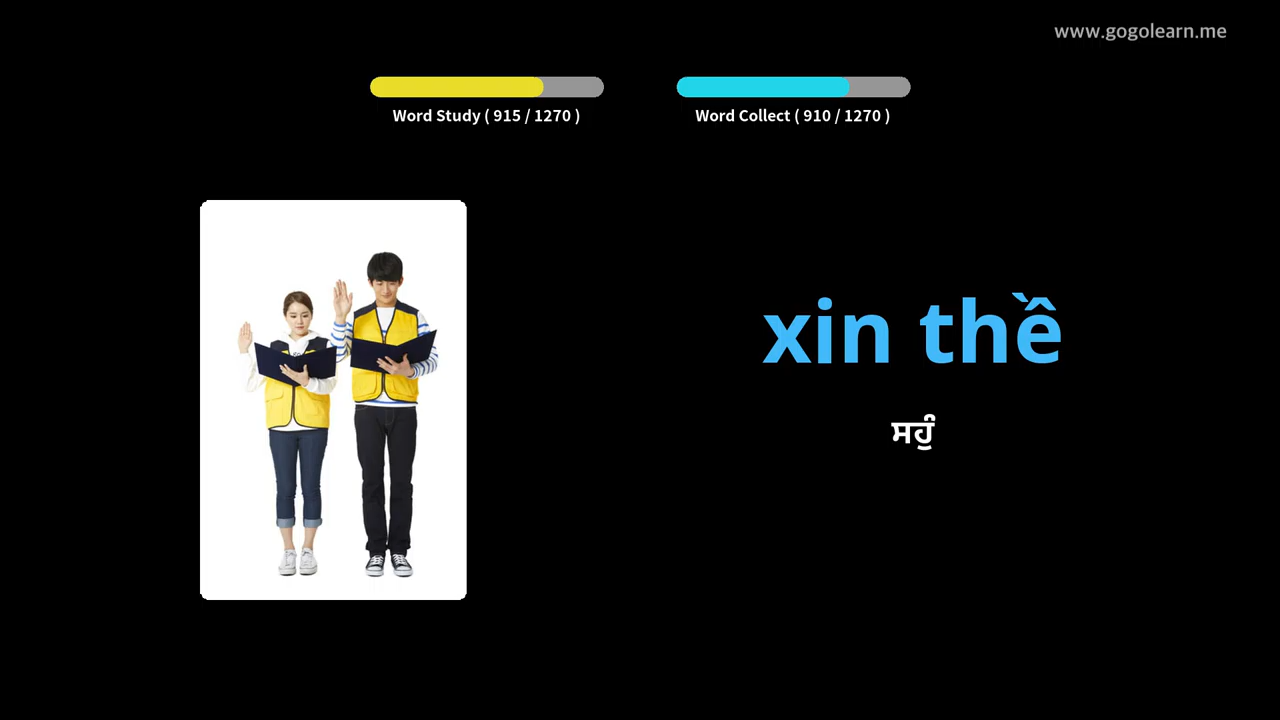 www.gogolearn.me
Word Study ( 915 / 1270 )
Word Collect ( 910 / 1270 )
xin thề
ਸਹੁੰ